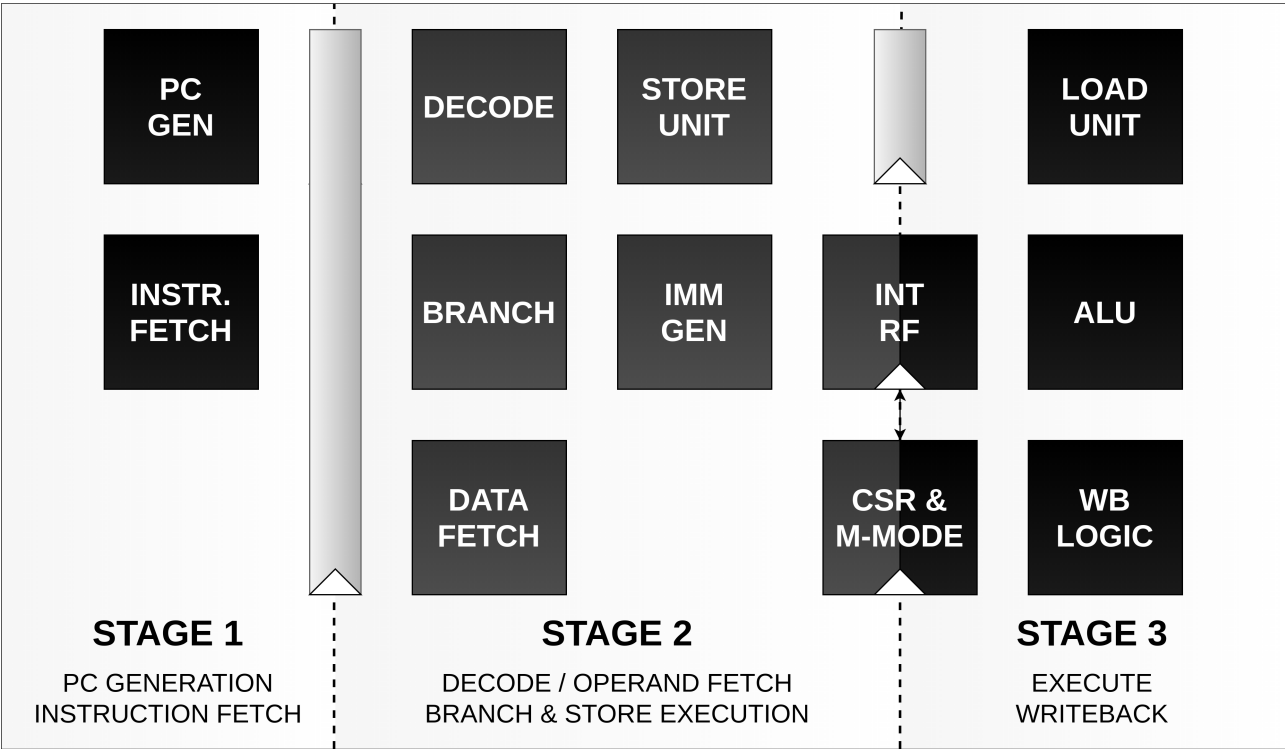 PC
GEN
DECODE
STORE
UNIT
LOAD
UNIT
INSTR.
FETCH
BRANCH
IMM
GEN
INT
RF
ALU
DATA
FETCH
CSR &
M-MODE
WB
LOGIC
STAGE 1
PC GENERATION
INSTRUCTION FETCH
STAGE 2
DECODE / OPERAND FETCH
BRANCH & STORE EXECUTION
STAGE 3
EXECUTE
WRITEBACK